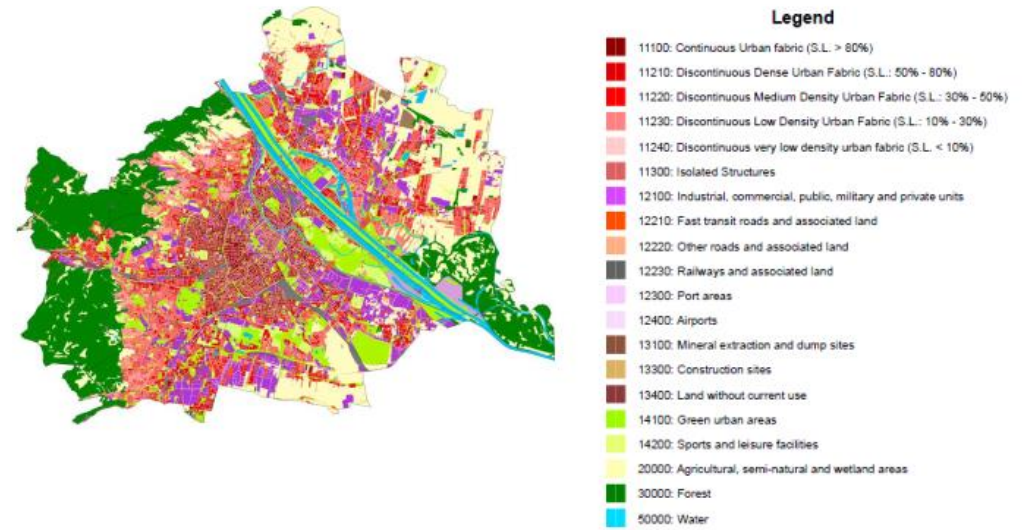 Legend
11100: Continuous Urban fabric (S.L. > 80%)
11210: Discontinuous Dense Urban Fabric (S.L.: 50% - 80%)
11220: Discontinuous Medium Density Urban Fabric (S.L.: 30% - 50%)
11230: Discontinuous Low Density Urban Fabric (S.L.: 10% - 30%)
11240: Discontinuous very low density urban fabric (S.L. < 10%)
11300: Isolated Structures
12100: Industrial, commercial, public, military and private units
12210: Fast transit roads and associated land
12220: Other roads and associated land
12230: Railways and associated land
12300: Port areas
12400: Airports
13100: Mineral extraction and dump sites
13300: Construction sites
13400: Land without current use
14100: Green urban areas
14200: Sports and leisure facilities
20000: Agricultural, semi-natural and wetland areas
30000: Forest
50000: Water